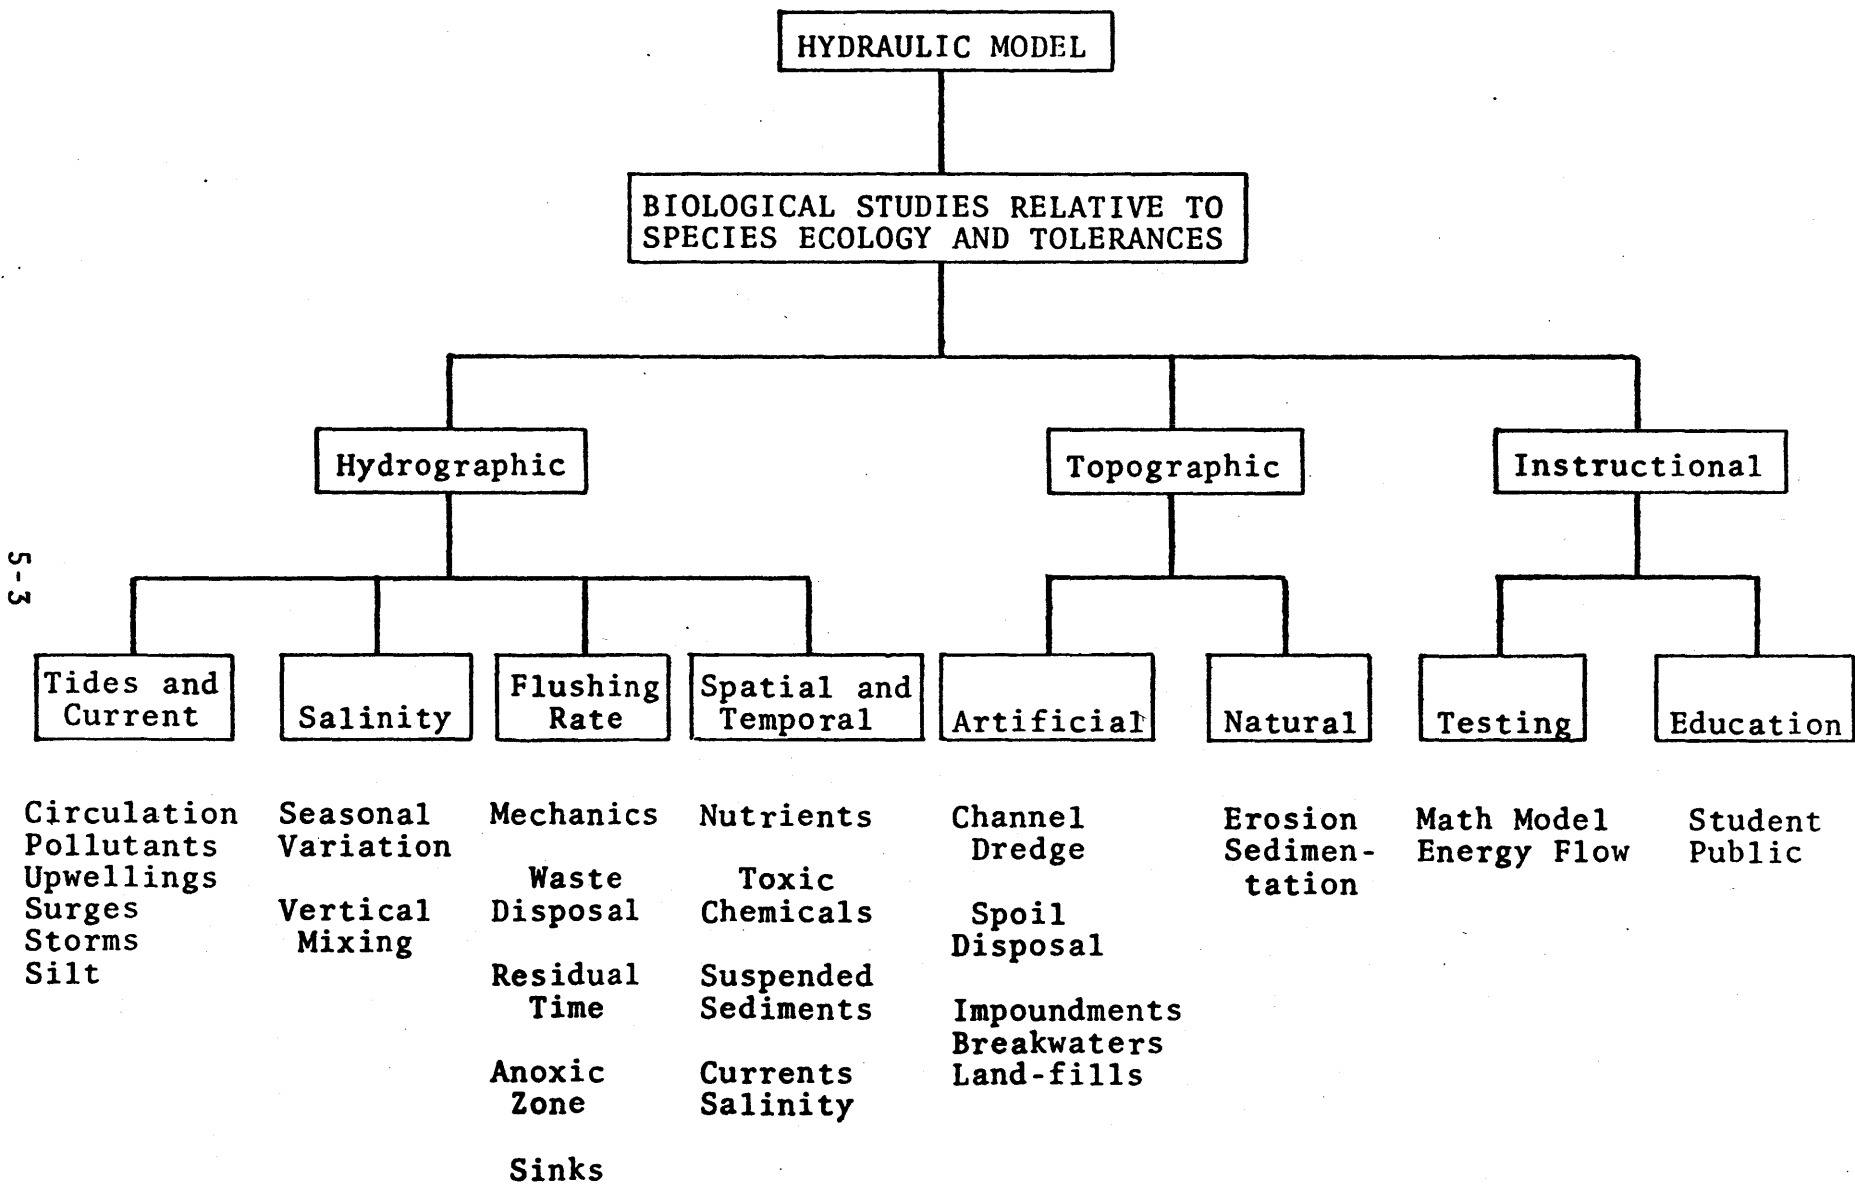 HYDRAULIC MODEL
BIOLOGICAL STUDIES RELATIVE TO
SPECIES ECOLOGY AND TOLERANCES
Hydrographic
Topographic
Instructional
5-3
Tides and
Current
Salinity
Flushing
Rate
Spatial and
Temporal
Artificial
Natural
Testing
Education
Circulation
Pollutants
Upwellings
Surges
Storms
Silt
Seasonal
Variation
Vertical
Mixing
Mechanics
Waste
Disposal
Residual
Time
Anoxic
Zone
Sinks
Nutrients
Toxic
Chemicals
Suspended
Sediments
Currents
Salinity
Channel
Dredge
Spoil
Disposal
Impoundments
Breakwaters
Land-fills
Erosion
Sedimen-
tation
Math Model
Energy Flow
Student
Public